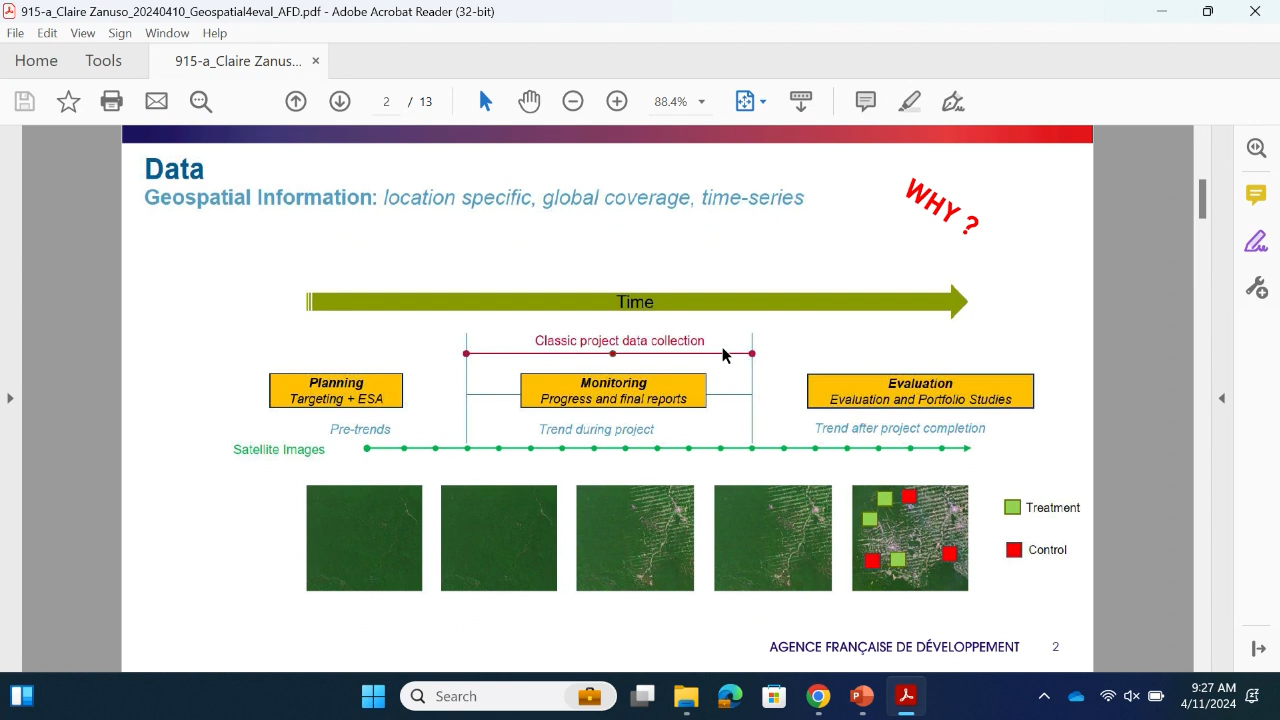 915-a_Claire Zanuso_20240410_Geospatial4eval_AFD.pdf - Adobe Acrobat Reader (32-bit)
File Edit View Sign Window Help
Home Tools 915-a_Claire Zanus... ×
2 / 13 88.4%
Data
Geospatial Information: location specific, global coverage, time-series
WHY ?
Time
Classic project data collection
Planning
Targeting + ESA
Monitoring
Progress and final reports
Evaluation
Evaluation and Portfolio Studies
Pre-trends
Trend during project
Trend after project completion
Satellite Images
Treatment
Control
AGENCE FRANÇAISE DE DÉVELOPPEMENT 2
Search
9:27 AM
4/11/2024